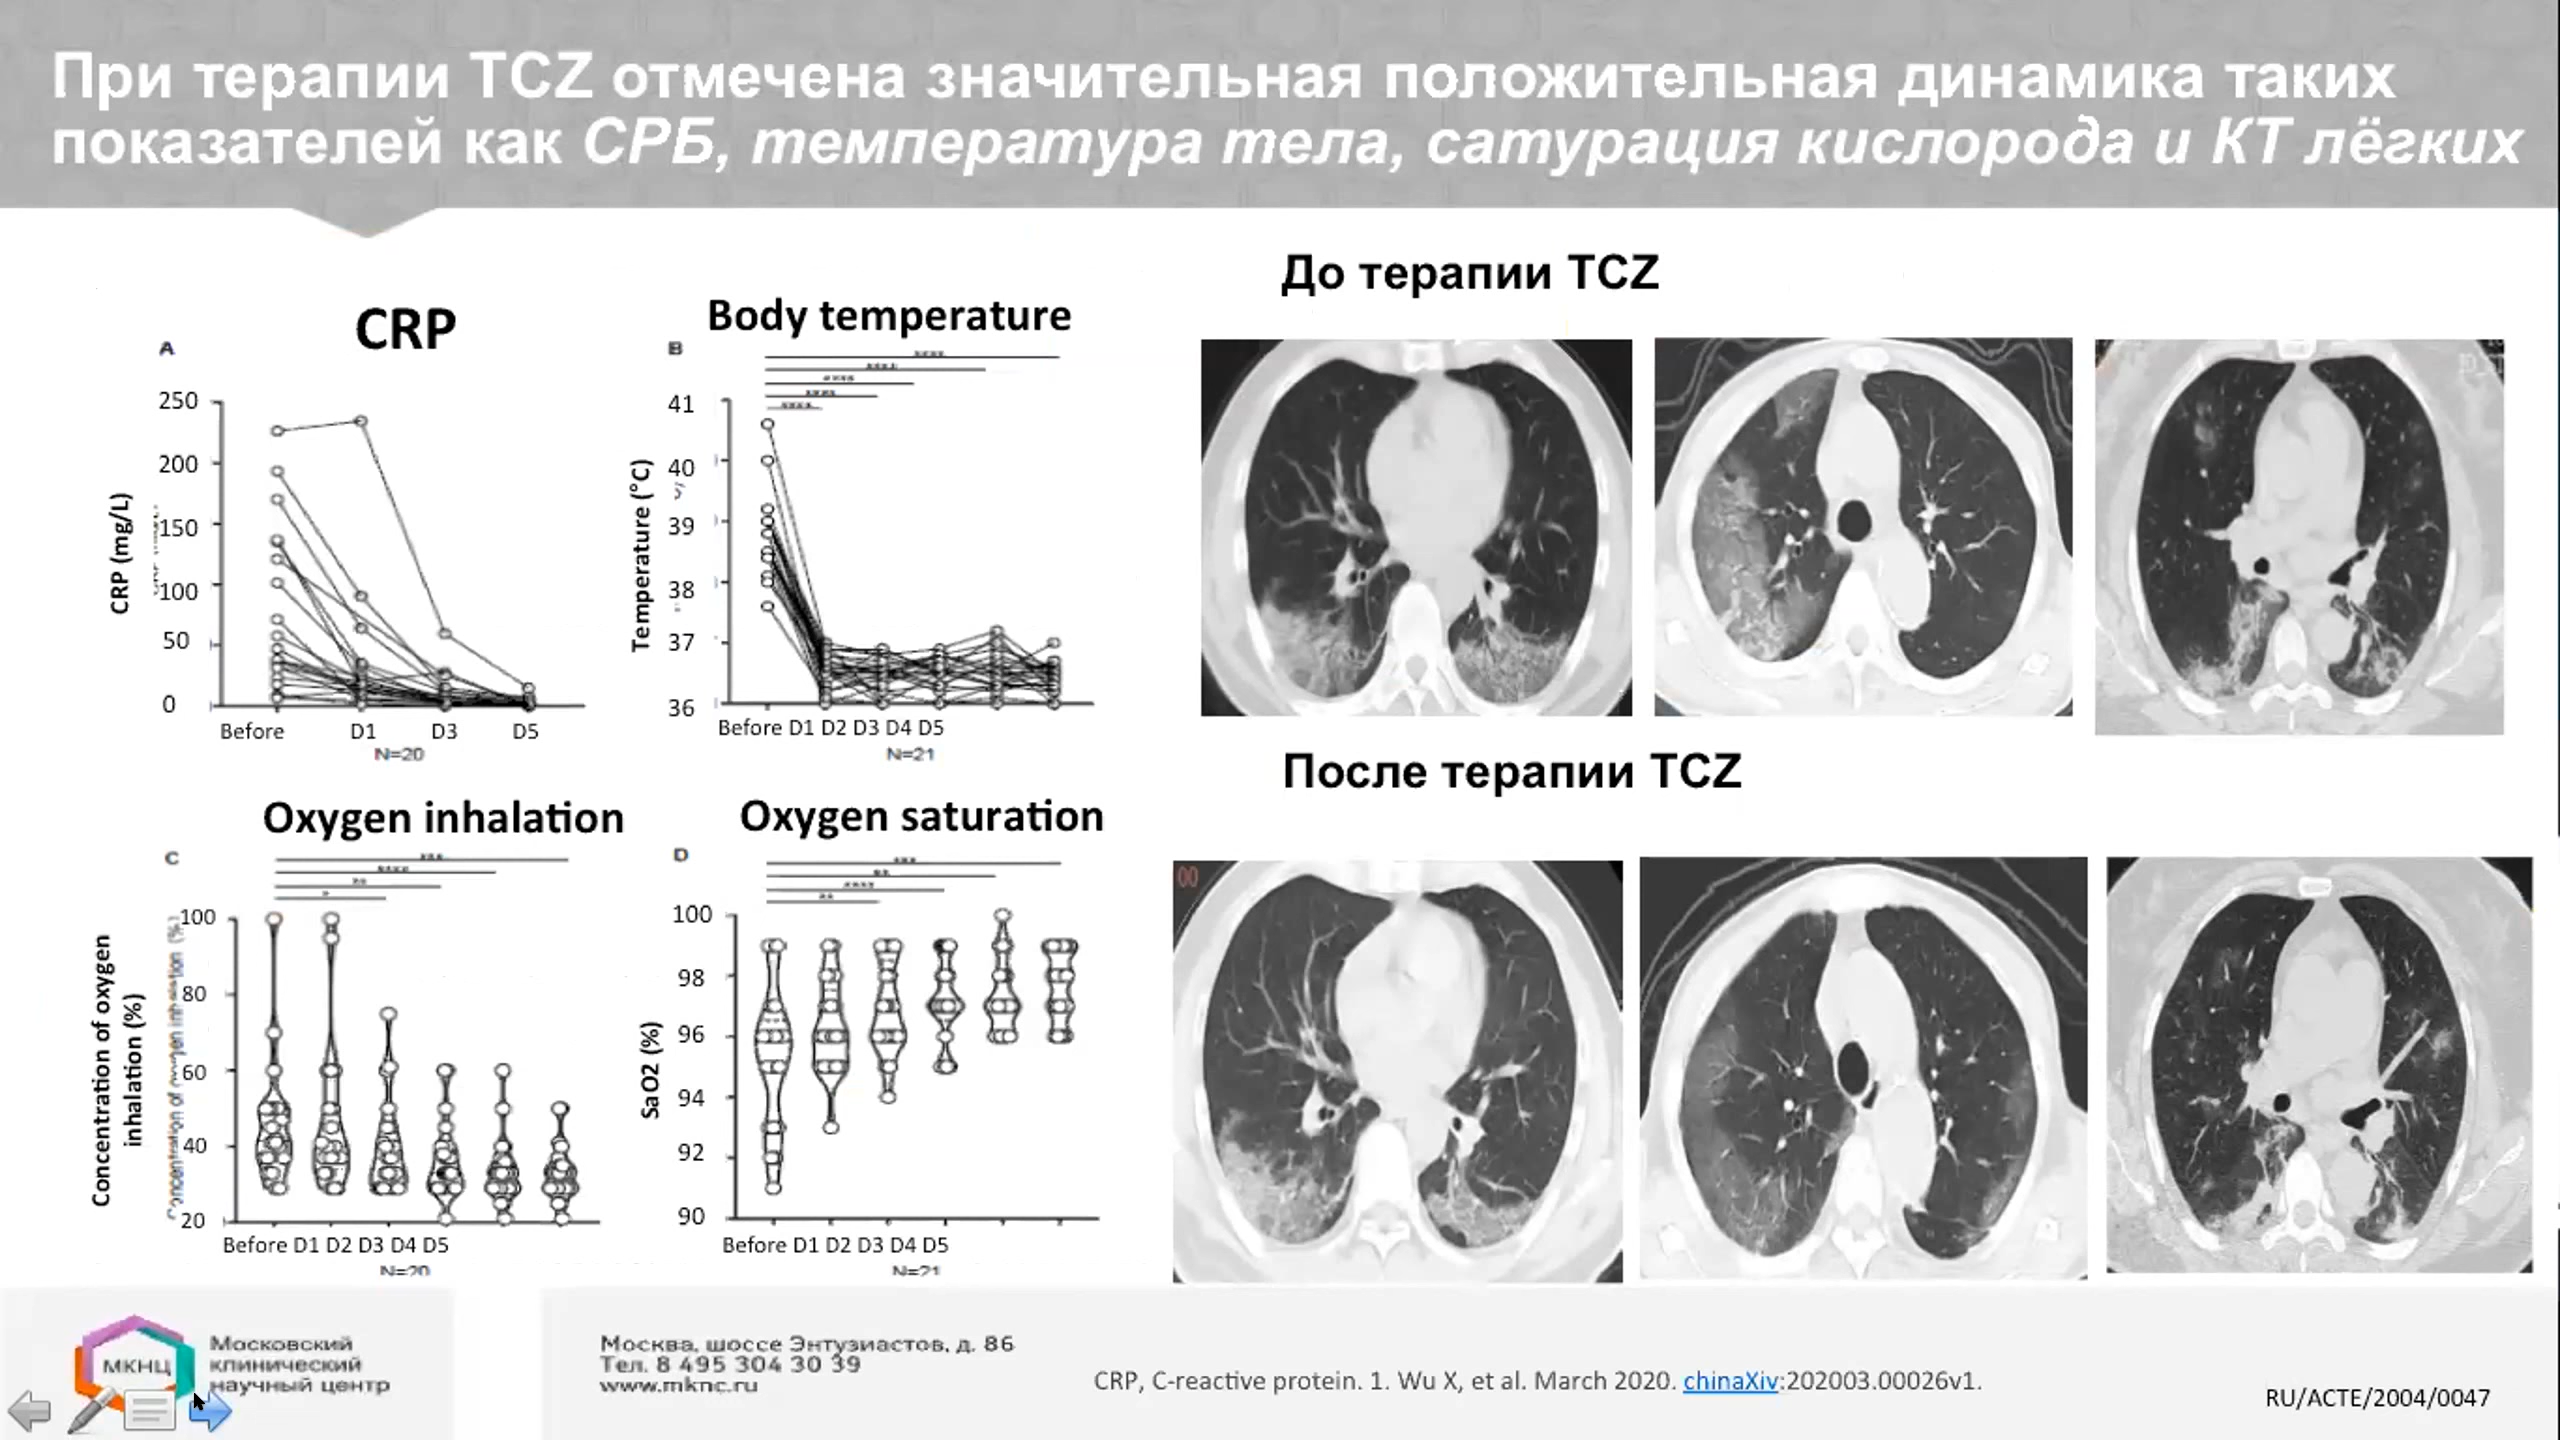 При терапии TCZ отмечена значительная положительная динамика таких
показателей как СРБ, температура тела, сатурация кислорода и КТ лёгких
До терапии TCZ
CRP
A
CRP (mg/L)
250
200
150
100
50
0
Before D1 D3 D5
N=20
Body temperature
B
****
****
****
****
****
Temperature (°C)
41
40
39
38
37
36
Before D1 D2 D3 D4 D5
N=21
После терапии TCZ
Oxygen inhalation
C
***
****
**
*
Concentration of oxygen
inhalation (%)
Concentration of oxygen inhalation (%)
100
80
60
40
20
Before D1 D2 D3 D4 D5
N=20
Oxygen saturation
D
***
**
****
**
SaO2 (%)
100
98
96
94
92
90
Before D1 D2 D3 D4 D5
N=21
00
МКНЦ
Московский
клинический
научный центр
Москва, шоссе Энтузиастов, д. 86
Тел. 8 495 304 30 39
www.mknc.ru
CRP, C-reactive protein. 1. Wu X, et al. March 2020. chinaXiv:202003.00026v1.
RU/ACTE/2004/0047